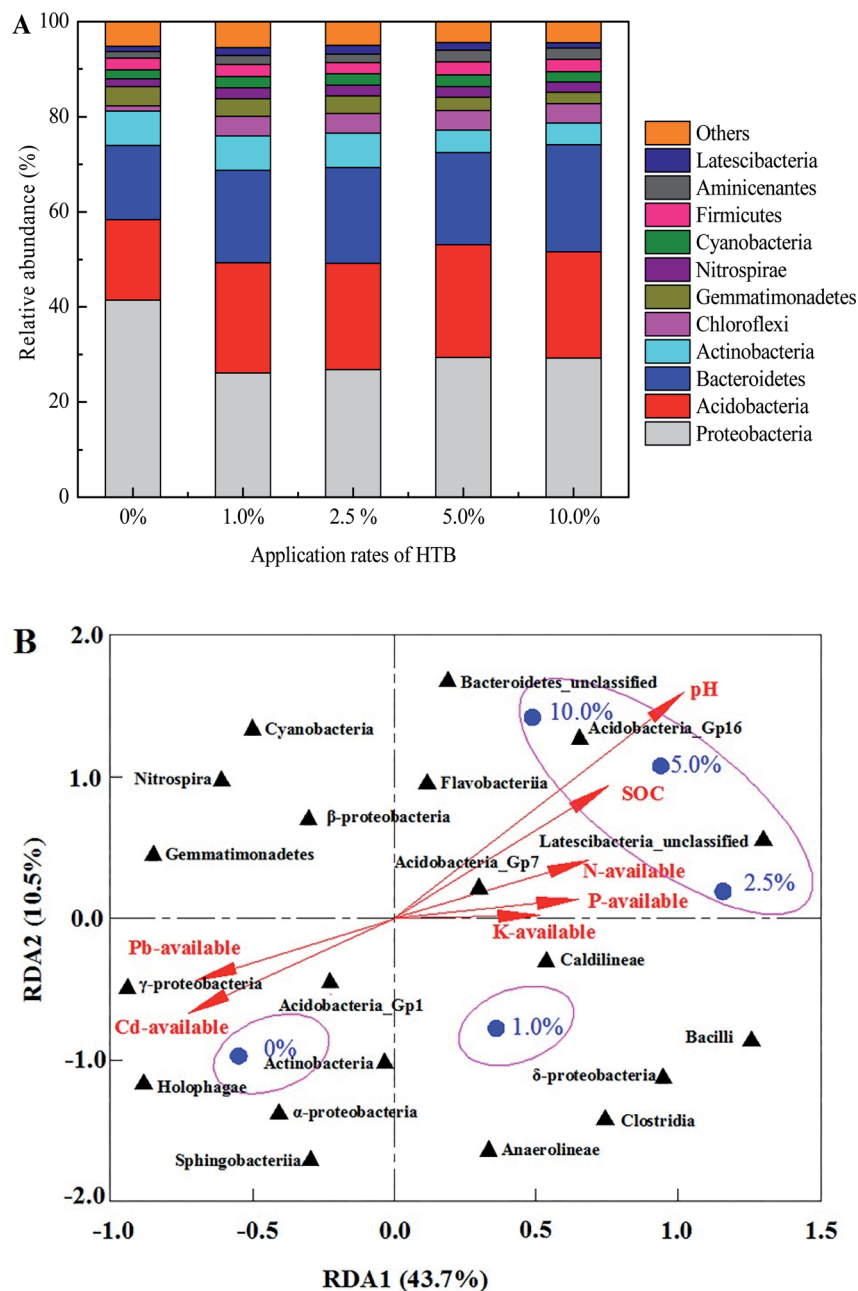 A
100
80
60
40
20
0
Relative abundance (%)
0%
1.0%
2.5 %
5.0%
10.0%
Application rates of HTB
Others
Latescibacteria
Aminicenantes
Firmicutes
Cyanobacteria
Nitrospirae
Gemmatimonadetes
Chloroflexi
Actinobacteria
Bacteroidetes
Acidobacteria
Proteobacteria
B
2.0
1.0
0.0
-1.0
-2.0
RDA2 (10.5%)
Bacteroidetes_unclassified
pH
10.0%
Cyanobacteria
Acidobacteria_Gp16
5.0%
Nitrospira
Flavobacteriia
SOC
β-proteobacteria
Latescibacteria_unclassified
Gemmatimonadetes
Acidobacteria_Gp7
N-available
2.5%
P-available
K-available
Pb-available
Caldilineae
γ-proteobacteria
Acidobacteria_Gp1
Cd-available
0%
1.0%
Actinobacteria
Bacilli
Holophagae
δ-proteobacteria
α-proteobacteria
Clostridia
Sphingobacteriia
Anaerolineae
-1.0
-0.5
0.0
0.5
1.0
1.5
RDA1 (43.7%)